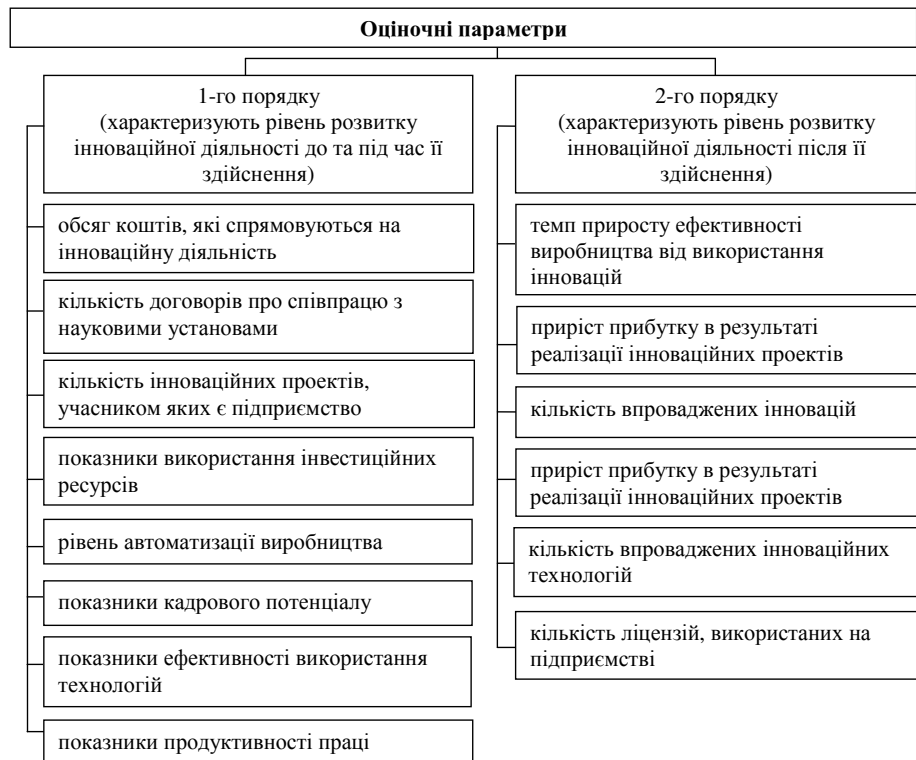 Оціночні параметри
1-го порядку
(характеризують рівень розвитку
інноваційної діяльності до та під час її
здійснення)
обсяг коштів, які спрямовуються на
інноваційну діяльність
кількість договорів про співпрацю з
науковими установами
кількість інноваційних проектів,
учасником яких є підприємство
показники використання інвестиційних
ресурсів
рівень автоматизації виробництва
показники кадрового потенціалу
показники ефективності використання
технологій
показники продуктивності праці
2-го порядку
(характеризують рівень розвитку
інноваційної діяльності після її
здійснення)
темп приросту ефективності
виробництва від використання
інновацій
приріст прибутку в результаті
реалізації інноваційних проектів
кількість впроваджених інновацій
приріст прибутку в результаті
реалізації інноваційних проектів
кількість впроваджених інноваційних
технологій
кількість ліцензій, використаних на
підприємстві